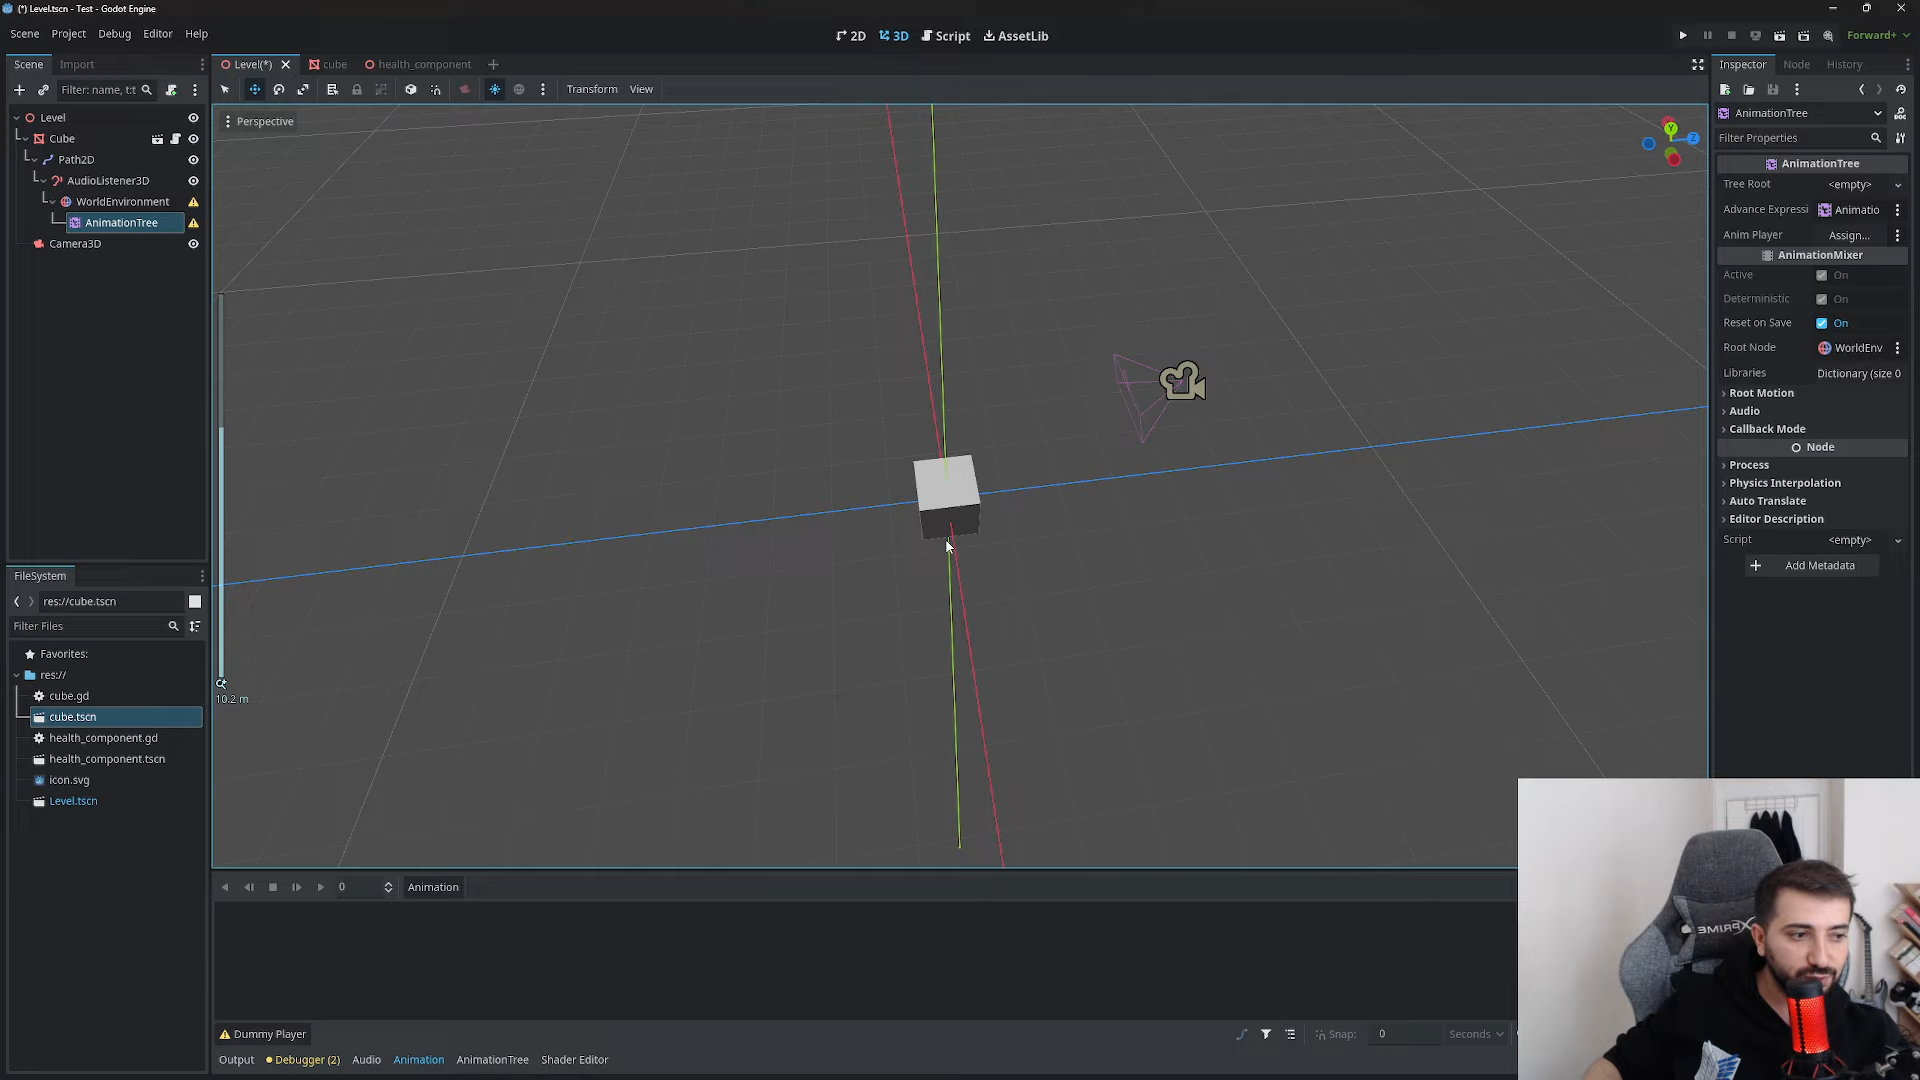 (*) Level.tscn - Test - Godot Engine
Scene Project Debug Editor Help
2D 3D Script AssetLib
Forward+
Scene Import
Level(*) cube health_component
Inspector Node History
Filter: name, t:t
Transform View
Perspective
Level
Cube
Path2D
AudioListener3D
WorldEnvironment
AnimationTree
Camera3D
Y
Z
10.2 m
FileSystem
res://cube.tscn
Filter Files
Favorites:
res://
cube.gd
cube.tscn
health_component.gd
health_component.tscn
icon.svg
Level.tscn
AnimationTree
Filter Properties
AnimationTree
Tree Root <empty>
Advance Expressi Animatio
Anim Player Assign...
AnimationMixer
Active On
Deterministic On
Reset on Save On
Root Node WorldEnv
Libraries Dictionary (size 0
Root Motion
Audio
Callback Mode
Node
Process
Physics Interpolation
Auto Translate
Editor Description
Script <empty>
Add Metadata
0 Animation
Dummy Player
Snap: 0 Seconds
Output Debugger (2) Audio Animation AnimationTree Shader Editor